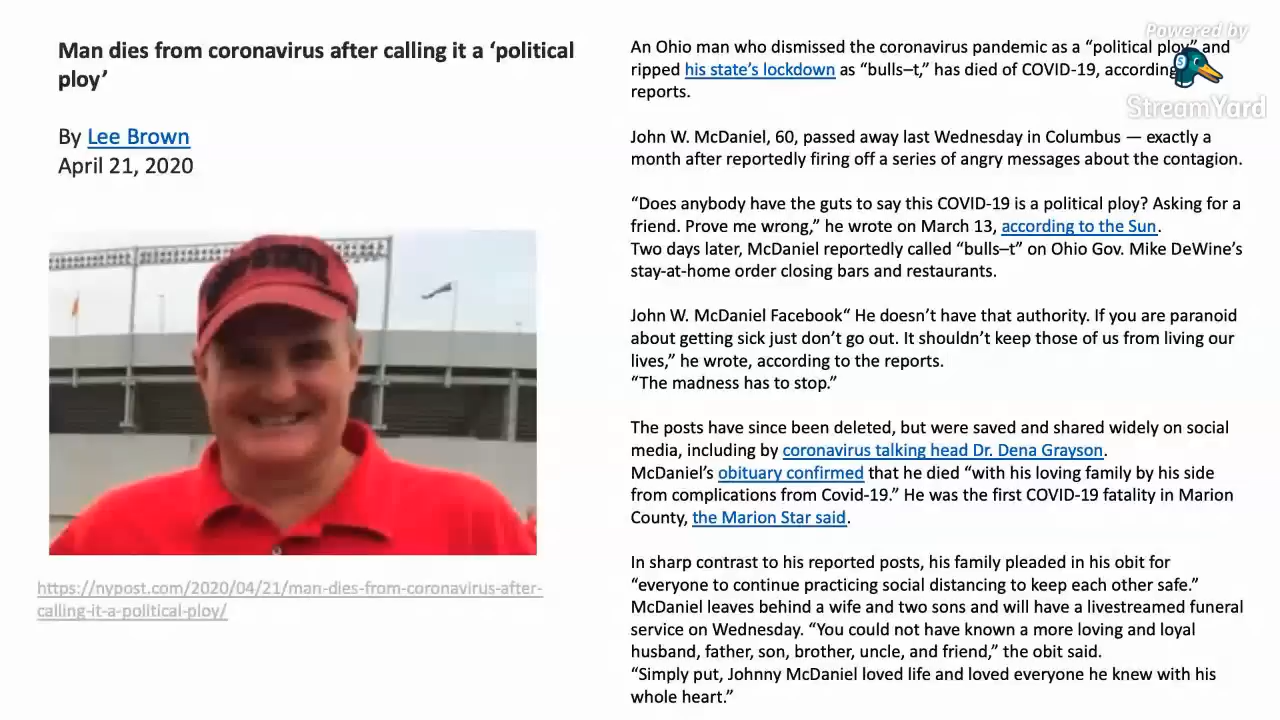 Man dies from coronavirus after calling it a ‘political
ploy’
By Lee Brown
April 21, 2020
https://nypost.com/2020/04/21/man-dies-from-coronavirus-after-
calling-it-a-political-ploy/
An Ohio man who dismissed the coronavirus pandemic as a “political ploy” and
ripped his state’s lockdown as “bulls–t,” has died of COVID-19, according
reports.
John W. McDaniel, 60, passed away last Wednesday in Columbus — exactly a
month after reportedly firing off a series of angry messages about the contagion.
“Does anybody have the guts to say this COVID-19 is a political ploy? Asking for a
friend. Prove me wrong,” he wrote on March 13, according to the Sun.
Two days later, McDaniel reportedly called “bulls–t” on Ohio Gov. Mike DeWine’s
stay-at-home order closing bars and restaurants.
John W. McDaniel Facebook“ He doesn’t have that authority. If you are paranoid
about getting sick just don’t go out. It shouldn’t keep those of us from living our
lives,” he wrote, according to the reports.
“The madness has to stop.”
The posts have since been deleted, but were saved and shared widely on social
media, including by coronavirus talking head Dr. Dena Grayson.
McDaniel’s obituary confirmed that he died “with his loving family by his side
from complications from Covid-19.” He was the first COVID-19 fatality in Marion
County, the Marion Star said.
In sharp contrast to his reported posts, his family pleaded in his obit for
“everyone to continue practicing social distancing to keep each other safe.”
McDaniel leaves behind a wife and two sons and will have a livestreamed funeral
service on Wednesday. “You could not have known a more loving and loyal
husband, father, son, brother, uncle, and friend,” the obit said.
“Simply put, Johnny McDaniel loved life and loved everyone he knew with his
whole heart.”
Powered by
S
StreamYard